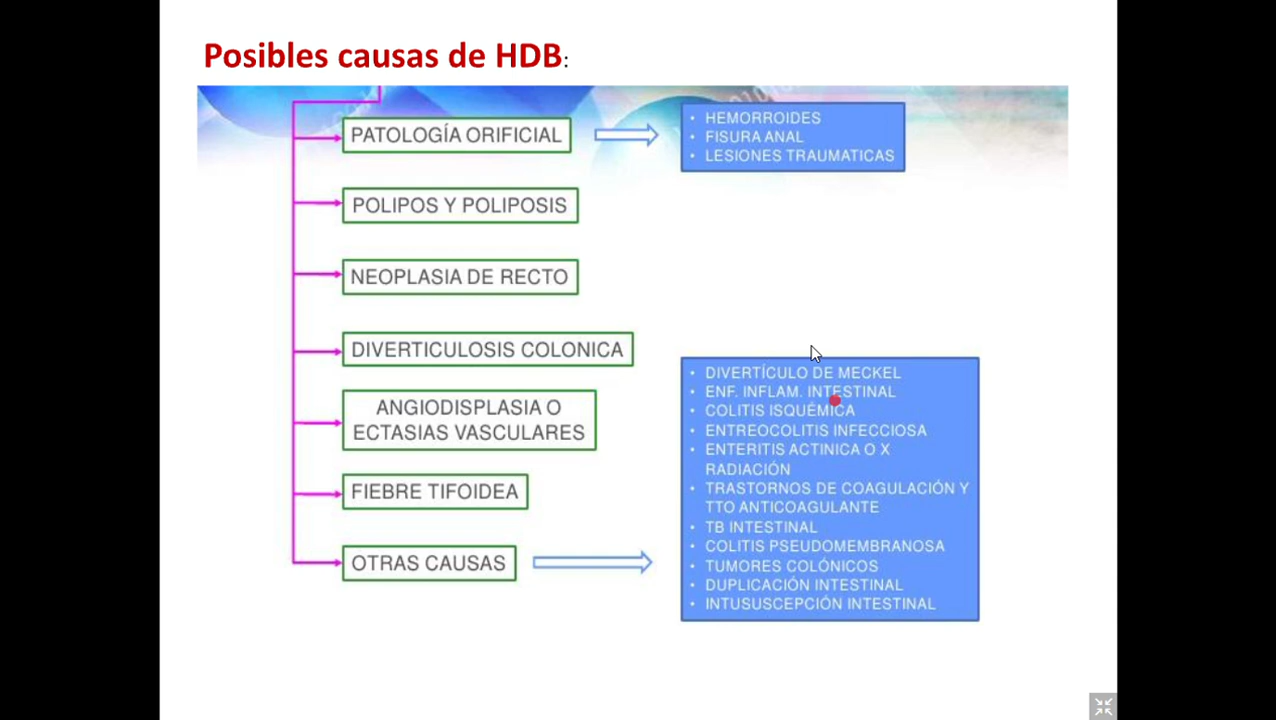 Posibles causas de HDB:
PATOLOGÍA ORIFICIAL
• HEMORROIDES
• FISURA ANAL
• LESIONES TRAUMATICAS
POLIPOS Y POLIPOSIS
NEOPLASIA DE RECTO
DIVERTICULOSIS COLONICA
ANGIODISPLASIA O
ECTASIAS VASCULARES
FIEBRE TIFOIDEA
OTRAS CAUSAS
• DIVERTÍCULO DE MECKEL
• ENF. INFLAM. INTESTINAL
• COLITIS ISQUÉMICA
• ENTREOCOLITIS INFECCIOSA
• ENTERITIS ACTINICA O X
RADIACIÓN
• TRASTORNOS DE COAGULACIÓN Y
TTO ANTICOAGULANTE
• TB INTESTINAL
• COLITIS PSEUDOMEMBRANOSA
• TUMORES COLÓNICOS
• DUPLICACIÓN INTESTINAL
• INTUSUSCEPCIÓN INTESTINAL